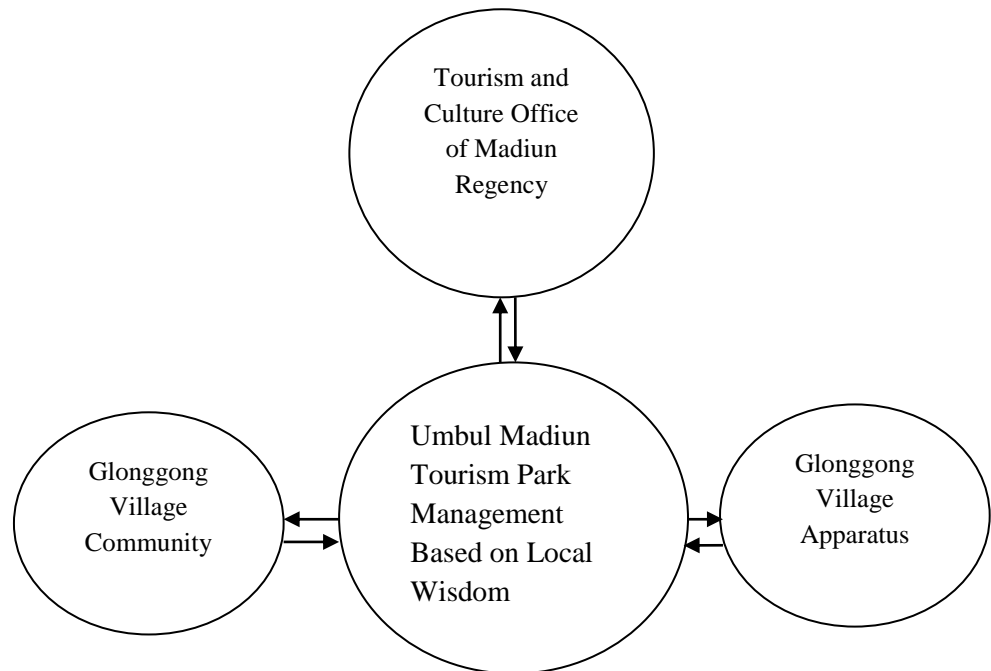 Tourism and
Culture Office
of Madiun
Regency
Umbul Madiun
Tourism Park
Management
Based on Local
Wisdom
Glonggong
Village
Community
Glonggong
Village
Apparatus